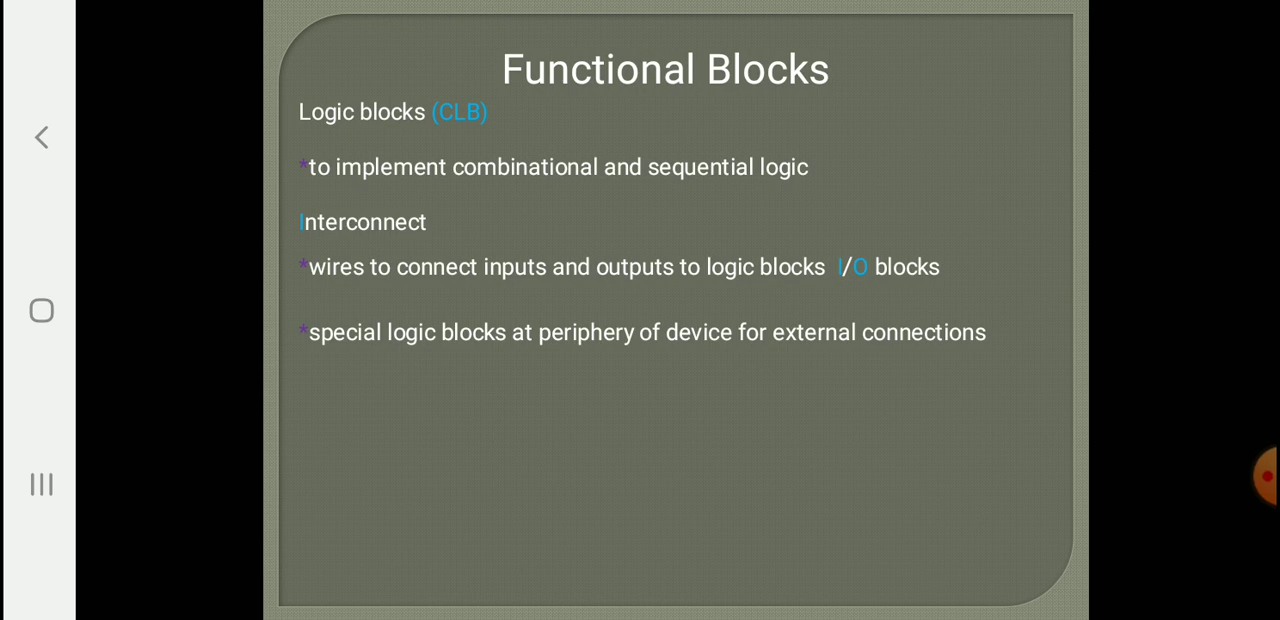 Functional Blocks
Logic blocks (CLB)
*to implement combinational and sequential logic
Interconnect
*wires to connect inputs and outputs to logic blocks I/O blocks
*special logic blocks at periphery of device for external connections